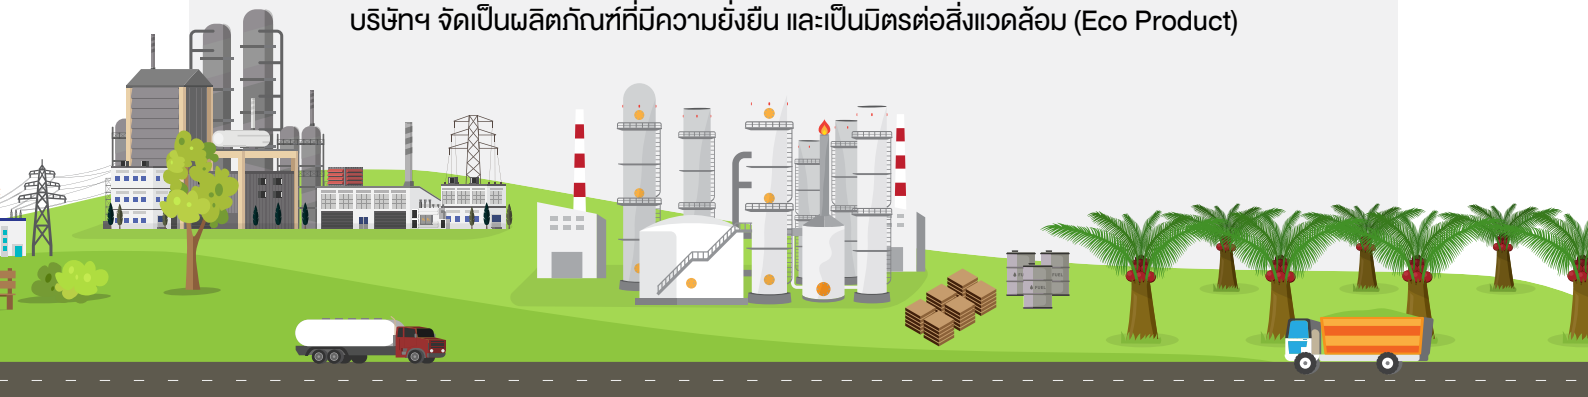 บริษัทฯ จัดเป็นผลิตภัณฑ์ที่มีความยั่งยืน และเป็นมิตรต่อสิ่งแวดล้อม (Eco Product)
FUEL